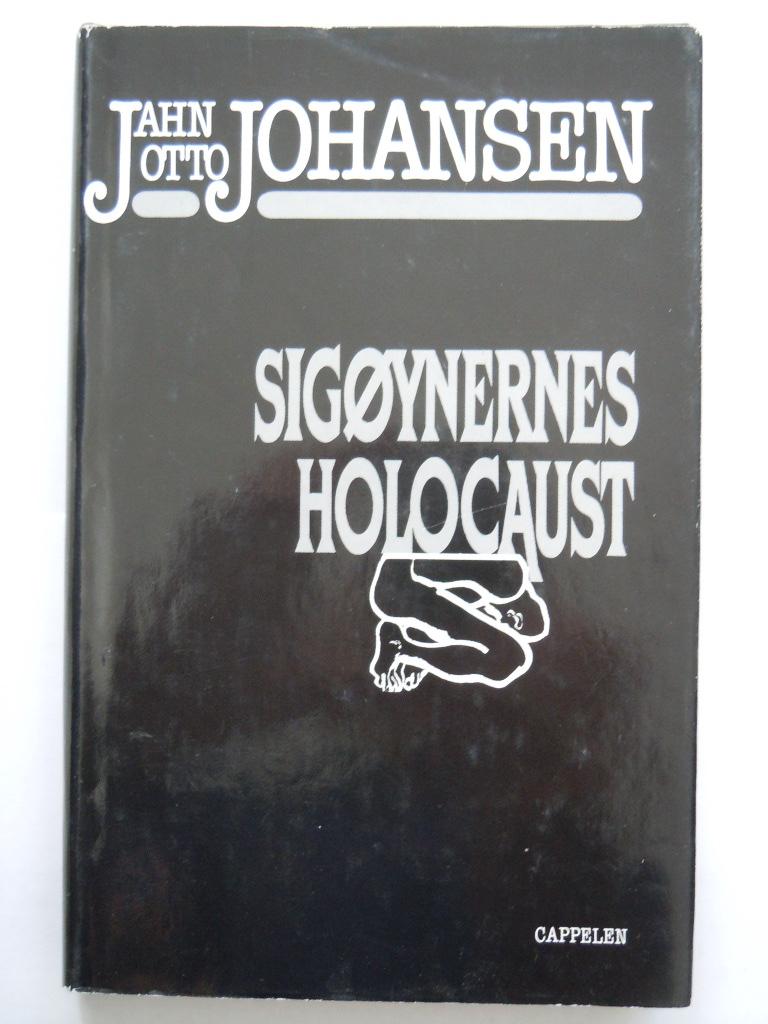 JAHN
OTTO JOHANSEN
SIGØYNERNES
HOLOCAUST
CAPPELEN